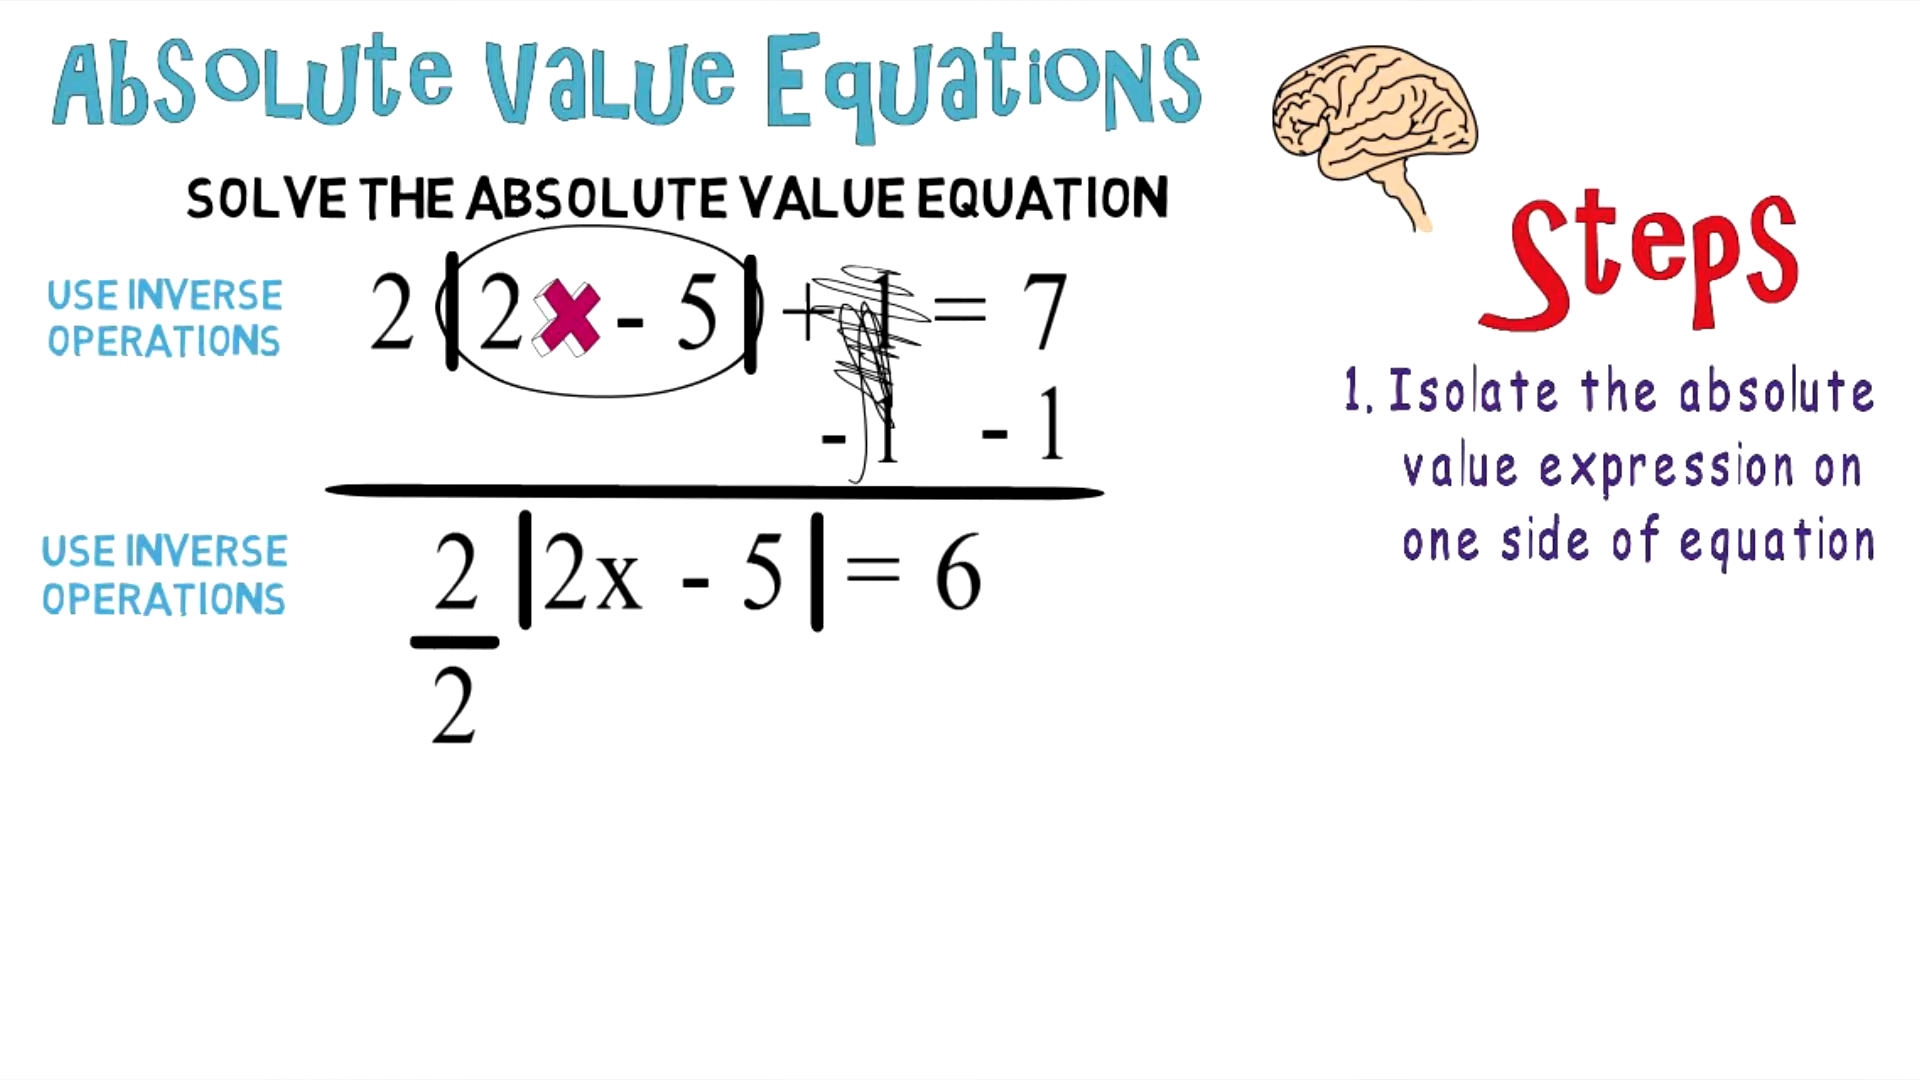 Absolute Value Equations
SOLVE THE ABSOLUTE VALUE EQUATION
USE INVERSE
OPERATIONS
2|2x - 5| + 1 = 7
- 1 - 1
USE INVERSE
OPERATIONS
2 |2x - 5| = 6
2
Steps
1. Isolate the absolute
value expression on
one side of equation